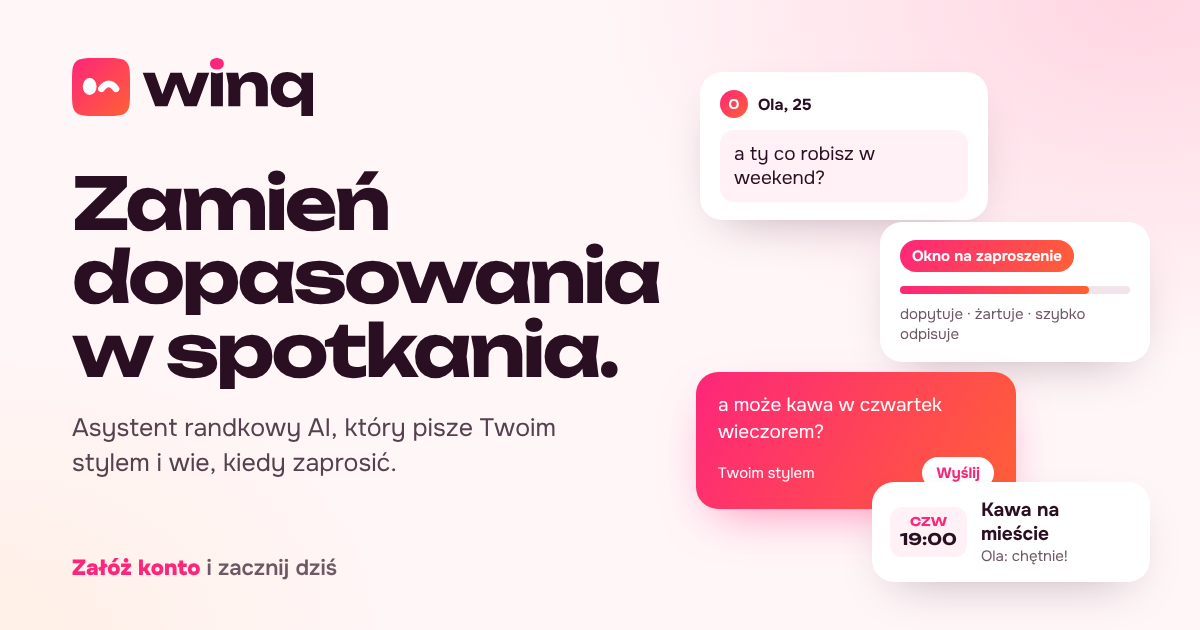 winq
Zamień
dopasowania
w spotkania.
Asystent randkowy AI, który pisze Twoim
stylem i wie, kiedy zaprosić.
Załóż konto i zacznij dziś
O Ola, 25
a ty co robisz w
weekend?
Okno na zaproszenie
dopytuje · żartuje · szybko
odpisuje
a może kawa w czwartek
wieczorem?
Twoim stylem
Wyślij
CZW
19:00
Kawa na
mieście
Ola: chętnie!